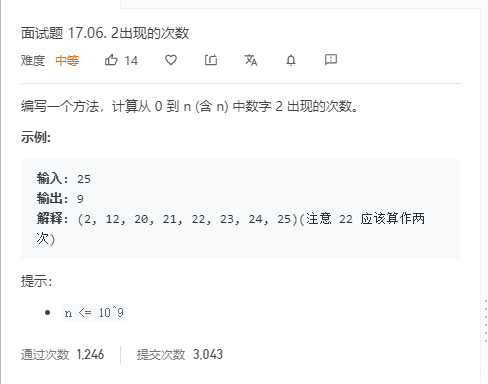 面试题 17.06. 2出现的次数
难度 中等 14
编写一个方法，计算从 0 到 n (含 n) 中数字 2 出现的次数。
示例:
输入: 25
输出: 9
解释: (2, 12, 20, 21, 22, 23, 24, 25)(注意 22 应该算作两
次)
提示：
n <= 10^9
通过次数 1,246 提交次数 3,043